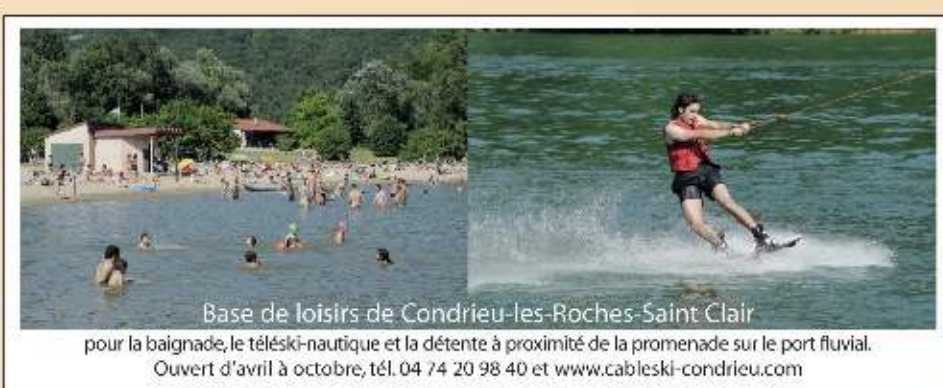 Base de loisirs de Condrieu-les-Roches-Saint Clair
pour la baignade, le téléski-nautique et la détente à proximité de la promenade sur le port fluvial.
Ouvert d'avril à octobre, tél. 04 74 20 98 40 et www.cableski-condrieu.com